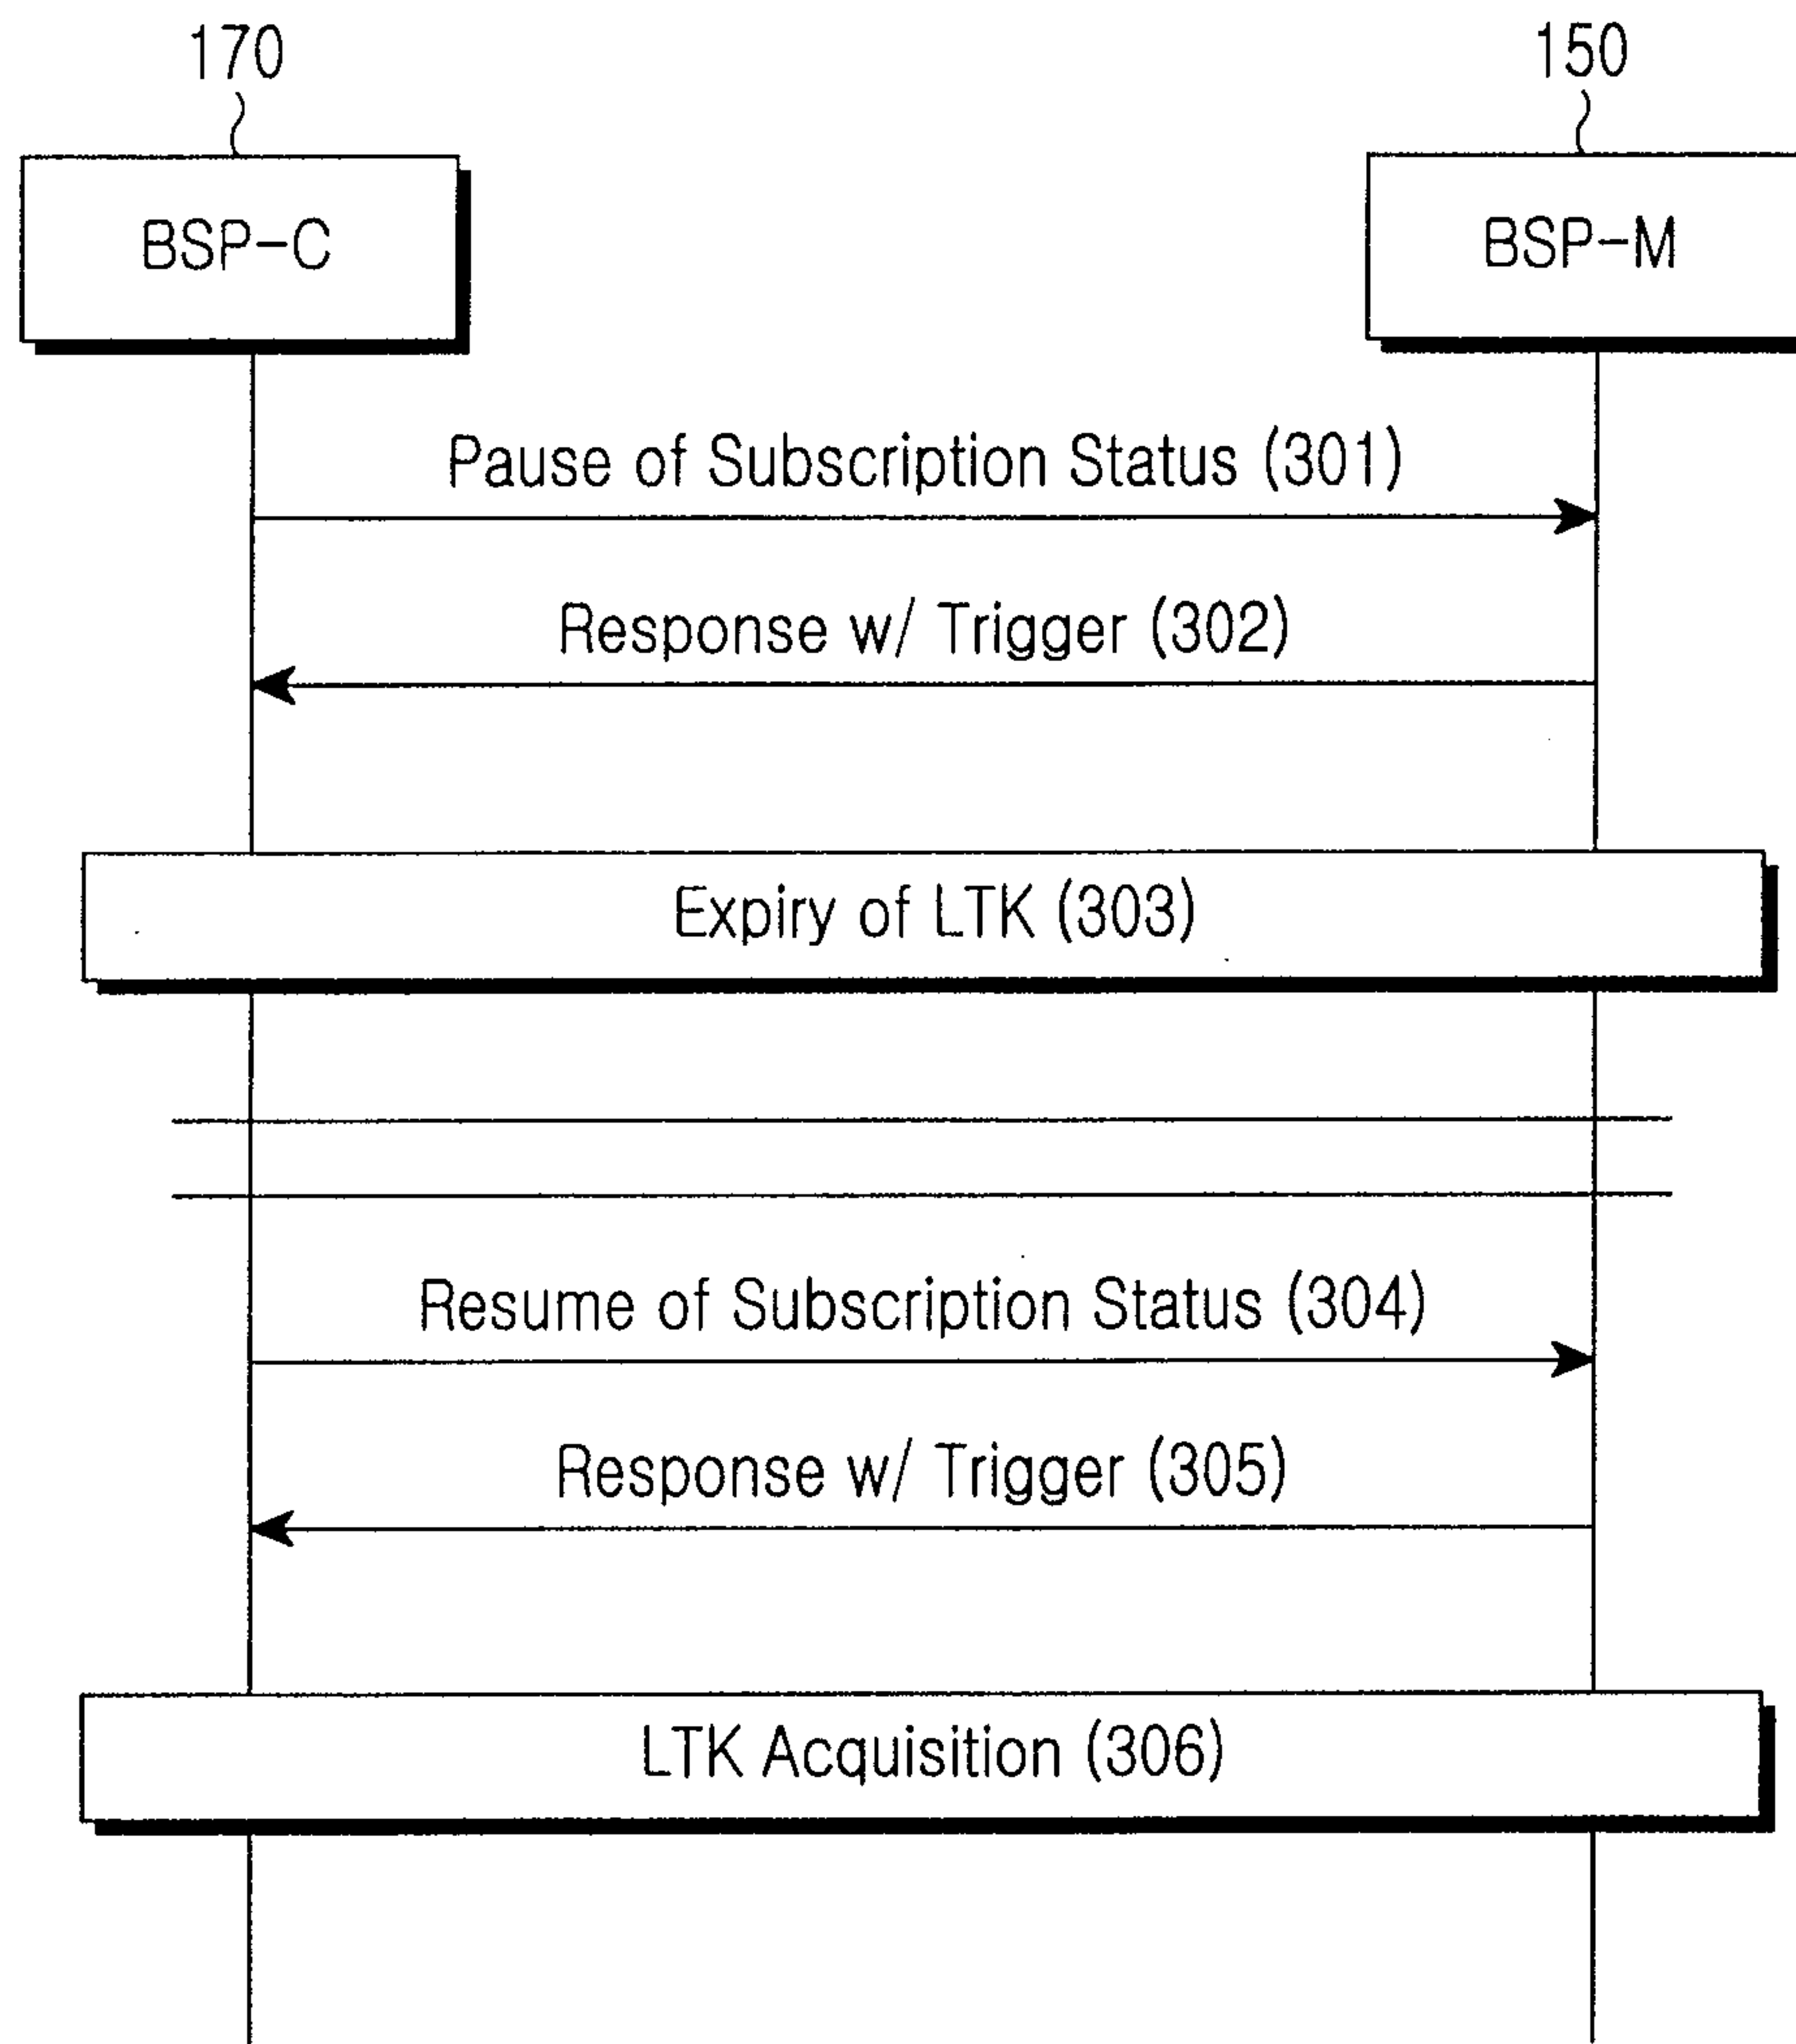 170
150
BSP-C
BSP-M
Pause of Subscription Status (301)
Response w/ Trigger (302)
Expiry of LTK (303)
Resume of Subscription Status (304)
Response w/ Trigger (305)
LTK Acquisition (306)